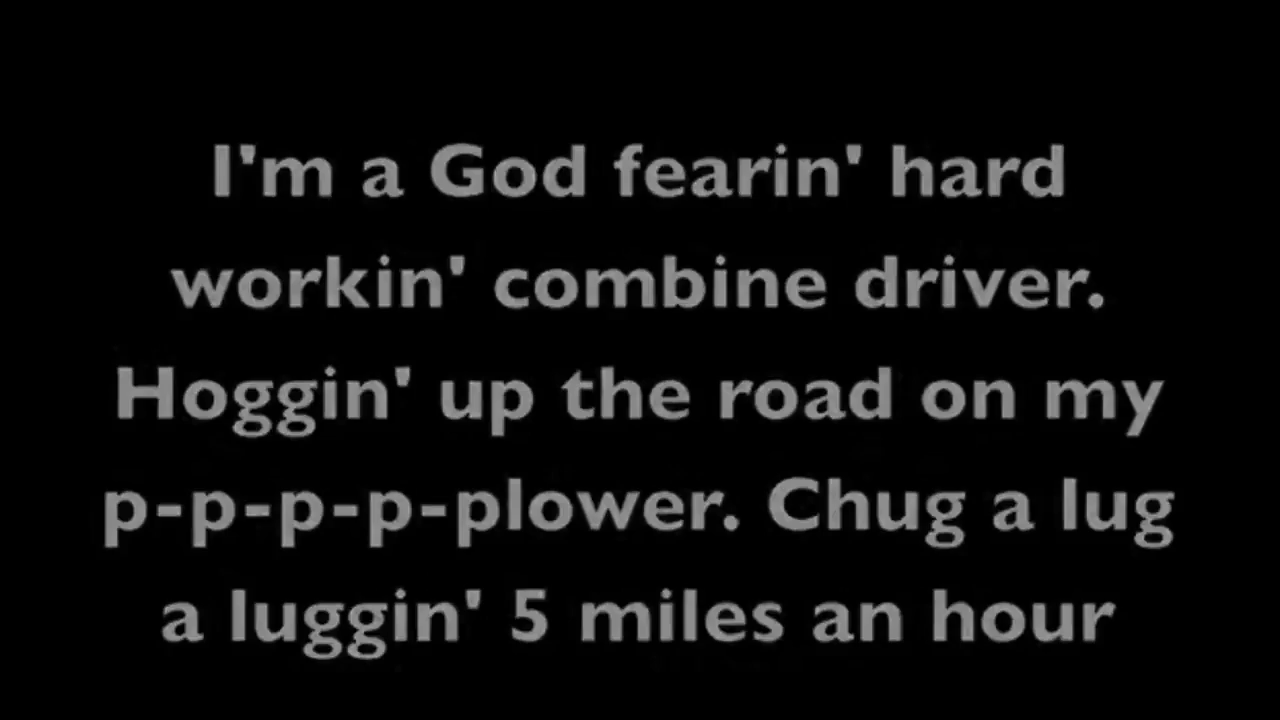 I'm a God fearin' hard
workin' combine driver.
Hoggin' up the road on my
p-p-p-p-plower. Chug a lug
a luggin' 5 miles an hour